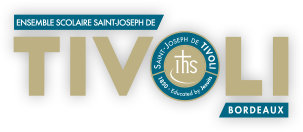 ENSEMBLE SCOLAIRE SAINT-JOSEPH DE
TIVOLI
SAINT-JOSEPH DE TIVOLI
ihs
1850 - Educated by Jesuits
BORDEAUX